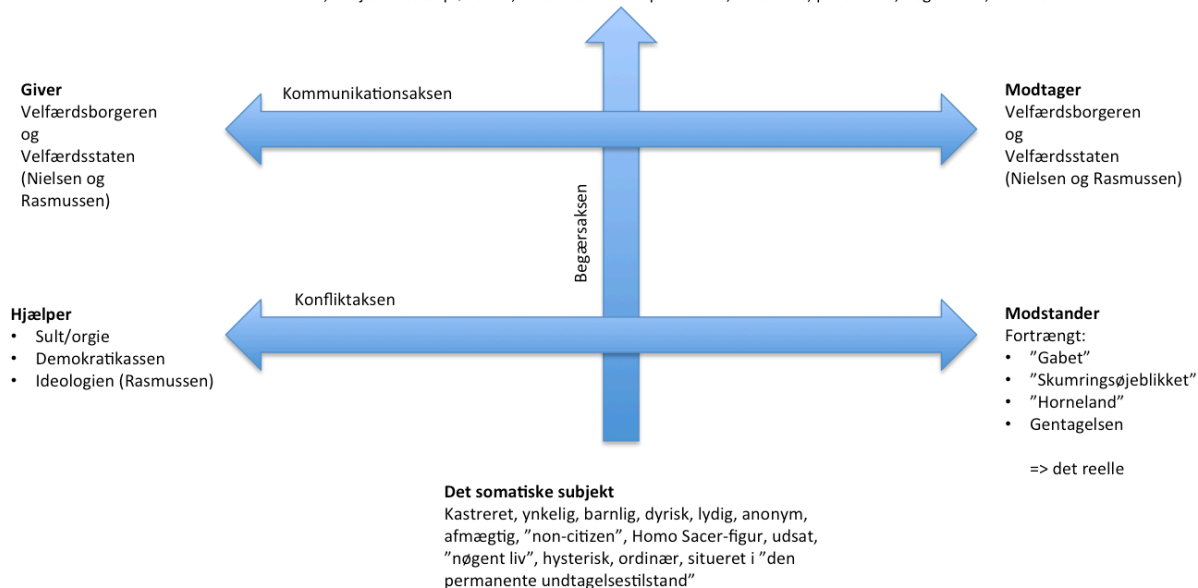 Giver
Velfærdsborgeren
og
Velfærdsstaten
(Nielsen og
Rasmussen)
Kommunikationsaksen
Modtager
Velfærdsborgeren
og
Velfærdsstaten
(Nielsen og Rasmussen)
Begærsaksen
Hjælper
• Sult/orgie
• Demokratikassen
• Ideologien (Rasmussen)
Konfliktaksen
Modstander
Fortrængt:
• ”Gabet”
• ”Skumringsøjeblikket”
• ”Horneland”
• Gentagelsen
=> det reelle
Det somatiske subjekt
Kastreret, ynkelig, barnlig, dyrisk, lydig, anonym,
afmægtig, ”non-citizen”, Homo Sacer-figur, udsat,
”nøgent liv”, hysterisk, ordinær, situeret i ”den
permanente undtagelsestilstand”